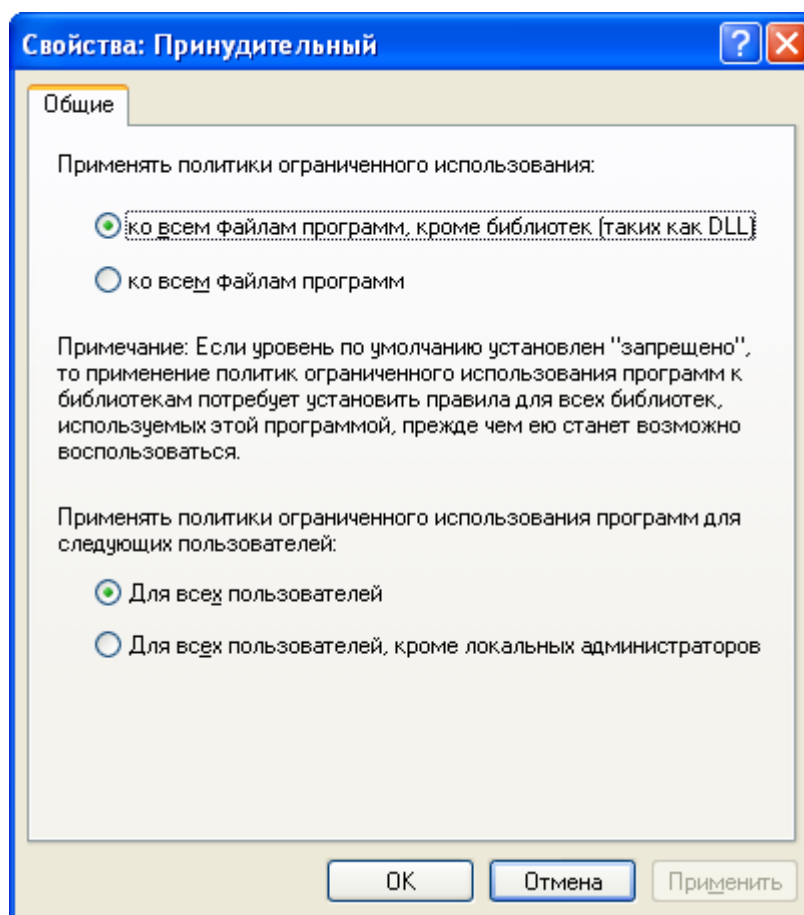 Свойства: Принудительный
Общие
Применять политики ограниченного использования:
ко всем файлам программ, кроме библиотек (таких как DLL)
ко всем файлам программ
Примечание: Если уровень по умолчанию установлен "запрещено",
то применение политик ограниченного использования программ к
библиотекам потребует установить правила для всех библиотек,
используемых этой программой, прежде чем ею станет возможно
воспользоваться.
Применять политики ограниченного использования программ для
следующих пользователей:
Для всех пользователей
Для всех пользователей, кроме локальных администраторов
OK Отмена Применить